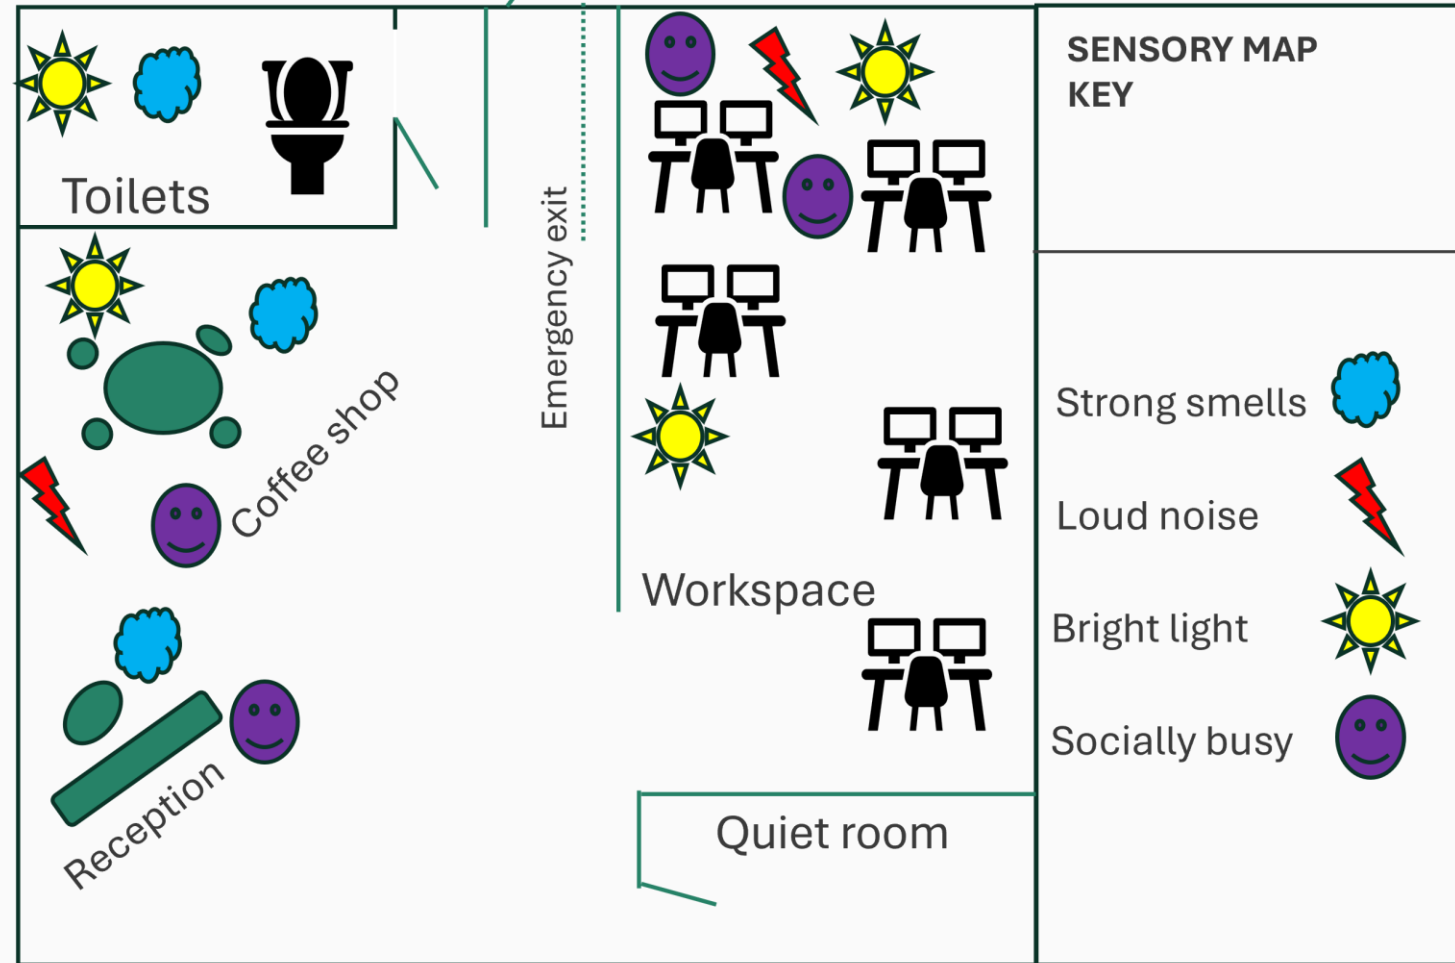 SENSORY MAP
KEY
Toilets
Emergency exit
Coffee shop
Strong smells
Loud noise
Workspace
Bright light
Socially busy
Reception
Quiet room